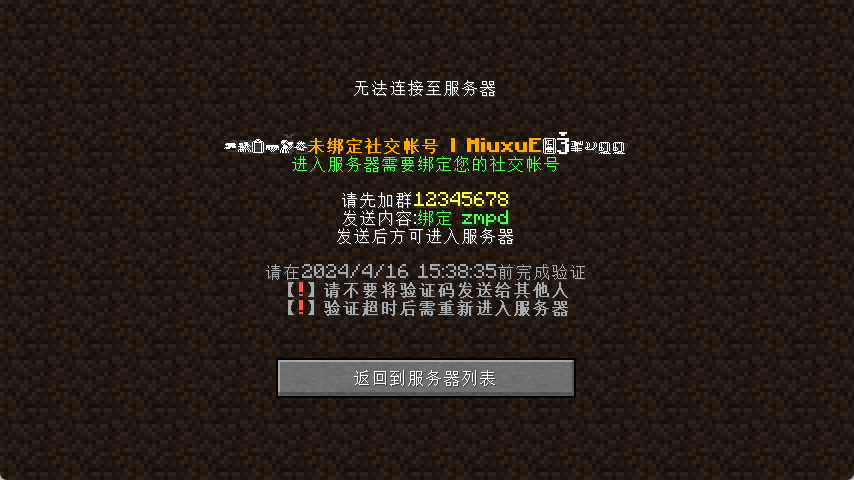 无法连接至服务器
未绑定社交帐号 | MiuxuE
进入服务器需要绑定您的社交帐号
请先加群12345678
发送内容:绑定 zmpd
发送后方可进入服务器
请在2024/4/16 15:38:35前完成验证
【!】请不要将验证码发送给其他人
【!】验证超时后需重新进入服务器
返回到服务器列表